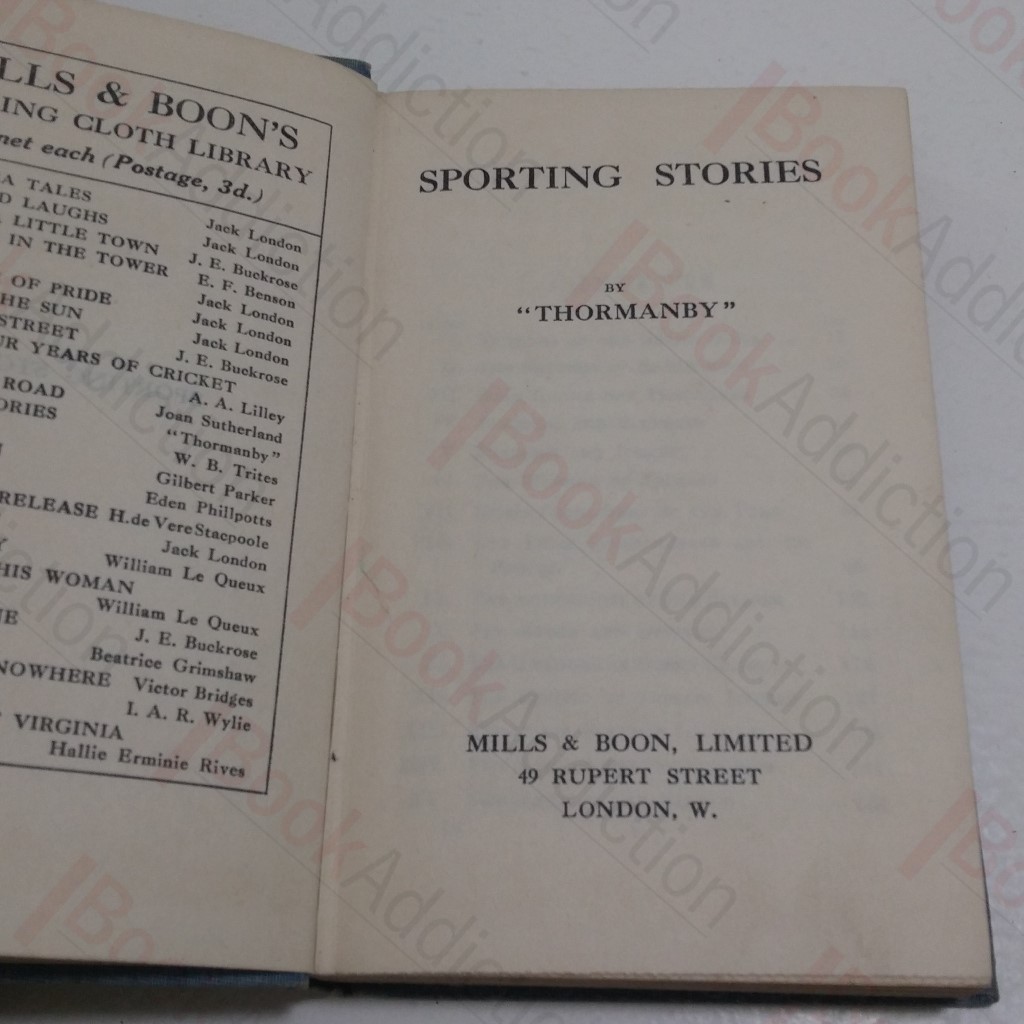 LLS & BOON'S
ING CLOTH LIBRARY
net each (Postage, 3d.)
A TALES Jack London
D LAUGHS Jack London
LITTLE TOWN J. E. Buckrose
IN THE TOWER E. F. Benson
Jack London
OF PRIDE Jack London
HE SUN Jack London
STREET J. E. Buckrose
UR YEARS OF CRICKET
A. A. Lilley
ROAD Joan Sutherland
ORIES "Thormanby"
W. B. Trites
Gilbert Parker
Eden Phillpotts
RELEASE H. de Vere Stacpoole
Jack London
William Le Queux
HIS WOMAN
William Le Queux
NE J. E. Buckrose
Beatrice Grimshaw
NOWHERE Victor Bridges
I. A. R. Wylie
VIRGINIA
Hallie Erminie Rives
SPORTING STORIES
BY
"THORMANBY"
MILLS & BOON, LIMITED
49 RUPERT STREET
LONDON, W.
BookAddiction